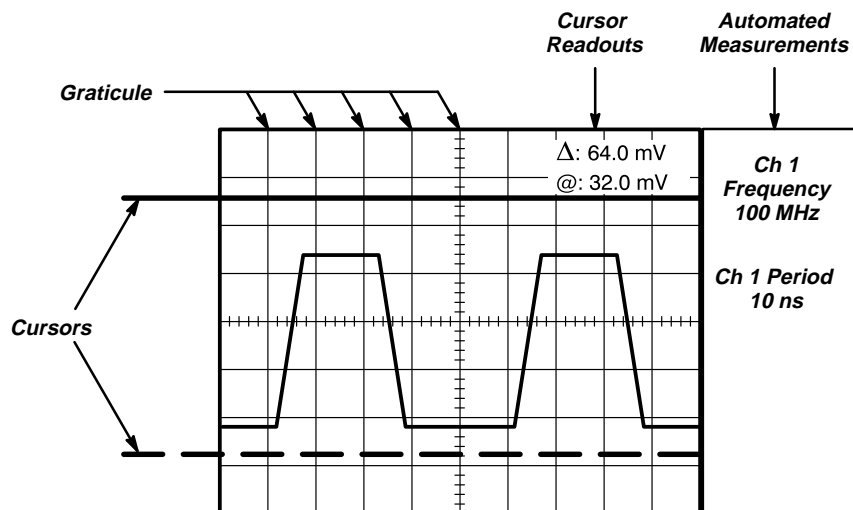 Cursor
Readouts
Automated
Measurements
Graticule
Δ: 64.0 mV
@: 32.0 mV
Ch 1
Frequency
100 MHz
Ch 1 Period
10 ns
Cursors